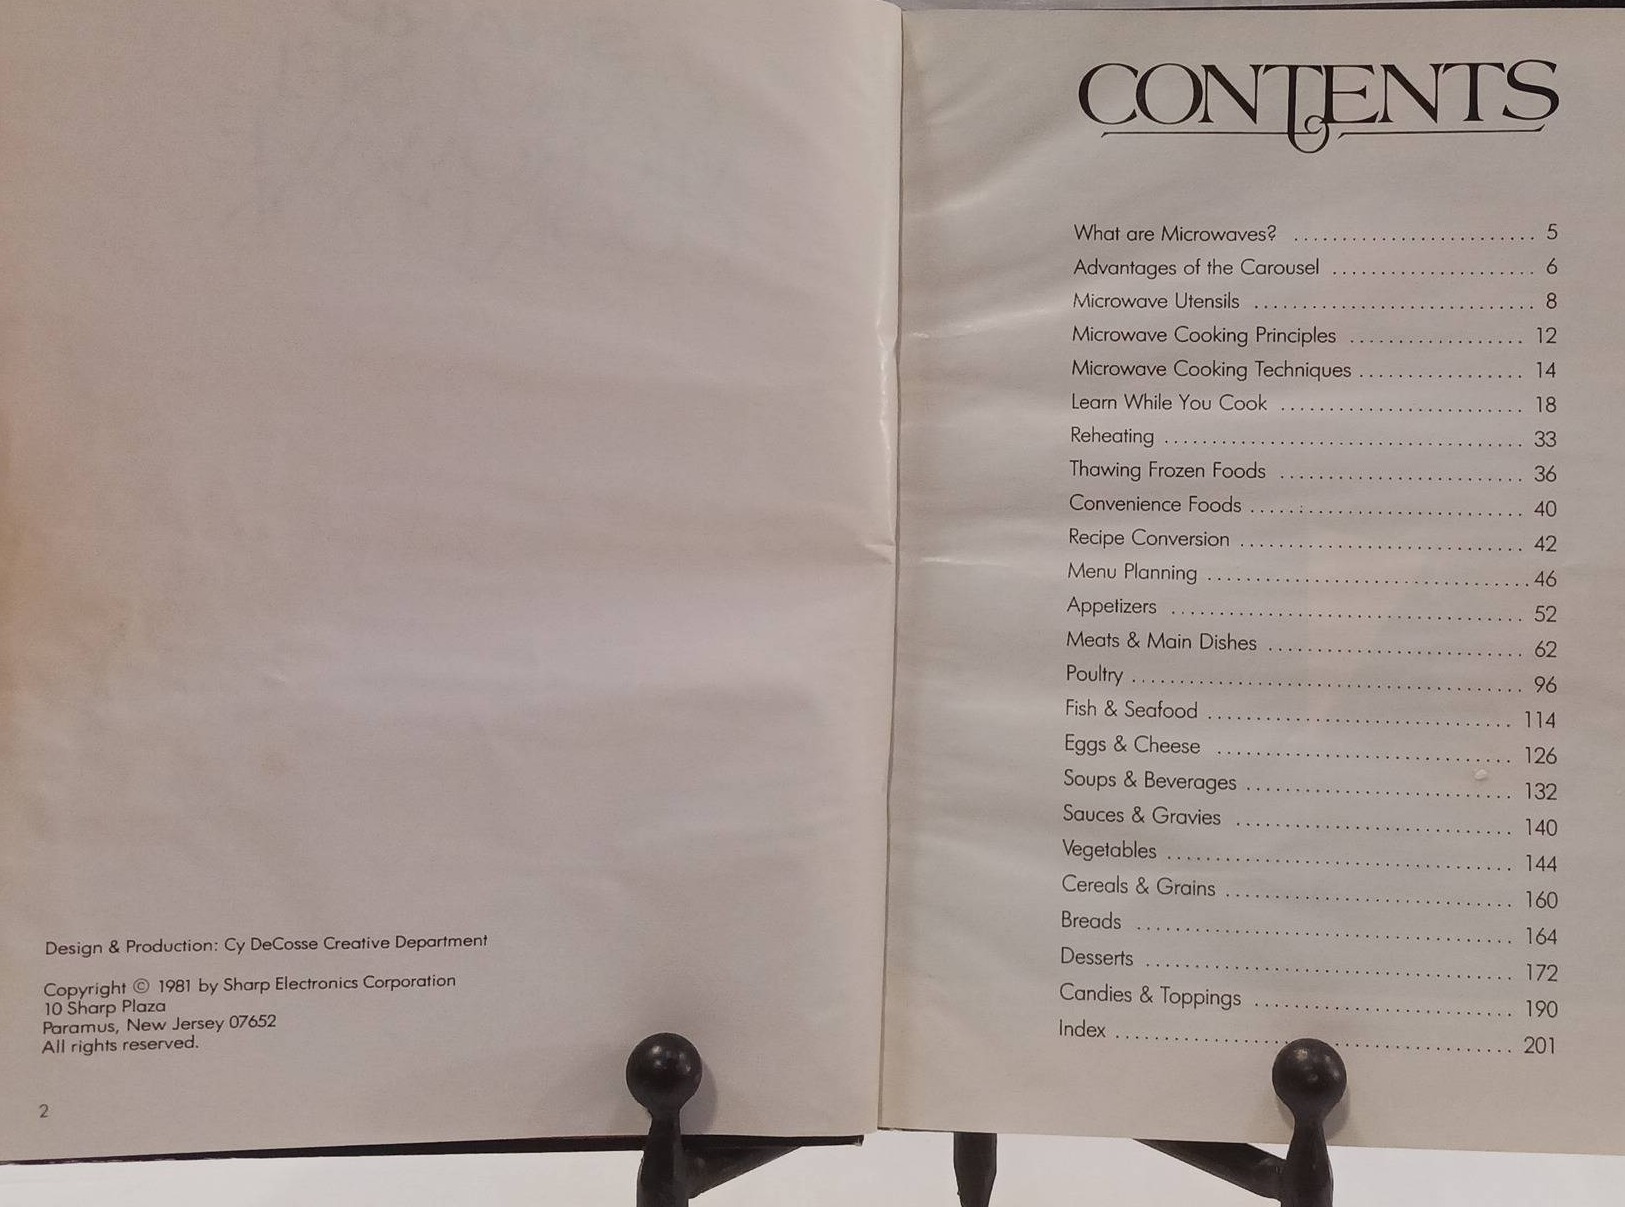 Design & Production: Cy DeCosse Creative Department
Copyright © 1981 by Sharp Electronics Corporation
10 Sharp Plaza
Paramus, New Jersey 07652
All rights reserved.
2
CONTENTS
What are Microwaves? ......................... 5
Advantages of the Carousel ..................... 6
Microwave Utensils ............................. 8
Microwave Cooking Principles .................. 12
Microwave Cooking Techniques ................. 14
Learn While You Cook ......................... 18
Reheating ..................................... 33
Thawing Frozen Foods ......................... 36
Convenience Foods ............................ 40
Recipe Conversion ............................. 42
Menu Planning ................................. 46
Appetizers ..................................... 52
Meats & Main Dishes .......................... 62
Poultry ........................................ 96
Fish & Seafood ................................ 114
Eggs & Cheese ............................... 126
Soups & Beverages ............................ 132
Sauces & Gravies ............................. 140
Vegetables .................................... 144
Cereals & Grains .............................. 160
Breads ....................................... 164
Desserts ...................................... 172
Candies & Toppings ........................... 190
Index ......................................... 201